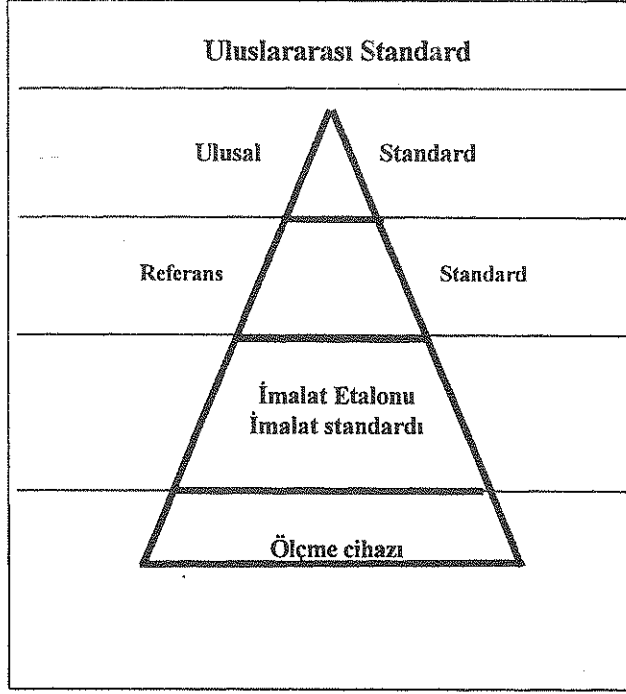 Uluslararası Standard
Ulusal Standard
Referans Standard
İmalat Etalonu
İmalat standardı
Ölçme cihazı